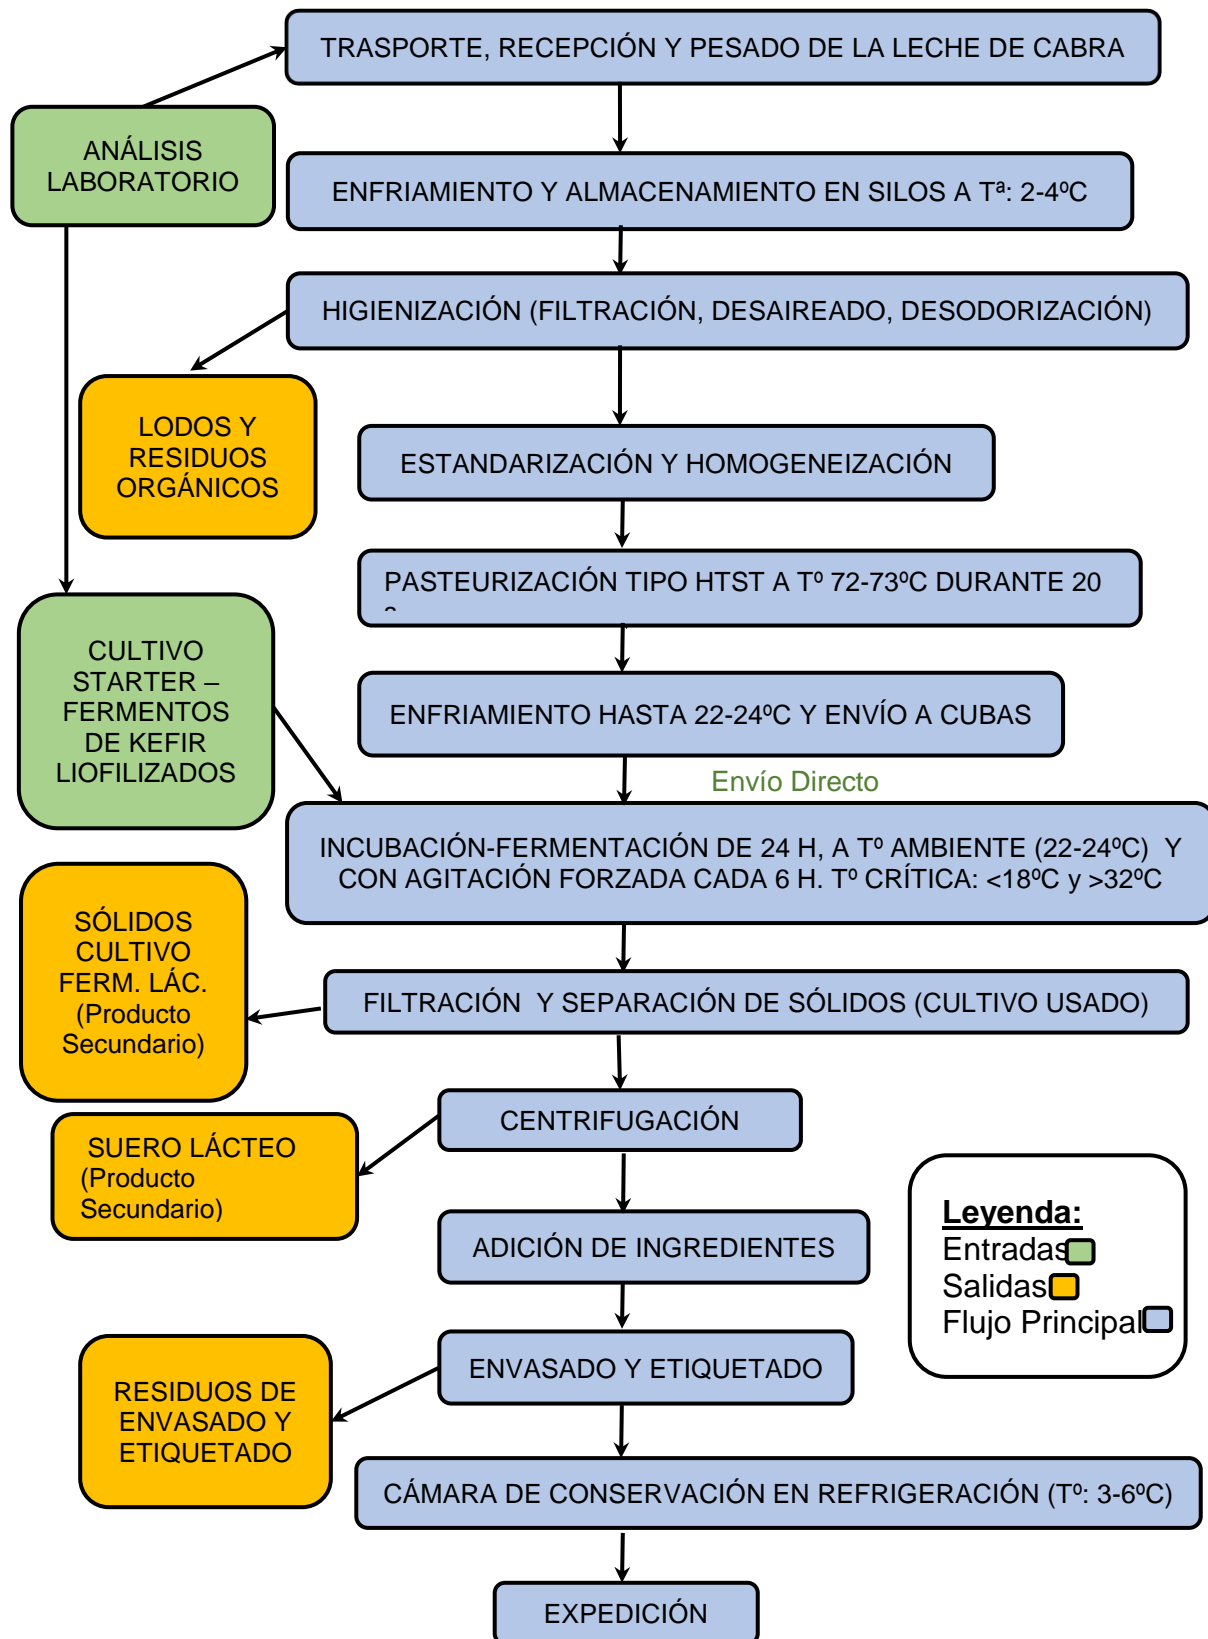 TRASPORTE, RECEPCIÓN Y PESADO DE LA LECHE DE CABRA
ANÁLISIS
LABORATORIO
ENFRIAMIENTO Y ALMACENAMIENTO EN SILOS A Tª: 2-4ºC
HIGIENIZACIÓN (FILTRACIÓN, DESAIREADO, DESODORIZACIÓN)
LODOS Y
RESIDUOS
ORGÁNICOS
ESTANDARIZACIÓN Y HOMOGENEIZACIÓN
PASTEURIZACIÓN TIPO HTST A Tº 72-73ºC DURANTE 20
CULTIVO
STARTER –
FERMENTOS
DE KEFIR
LIOFILIZADOS
ENFRIAMIENTO HASTA 22-24ºC Y ENVÍO A CUBAS
Envío Directo
INCUBACIÓN-FERMENTACIÓN DE 24 H, A Tº AMBIENTE (22-24ºC) Y
CON AGITACIÓN FORZADA CADA 6 H. Tº CRÍTICA: <18ºC y >32ºC
SÓLIDOS
CULTIVO
FERM. LÁC.
(Producto
Secundario)
FILTRACIÓN Y SEPARACIÓN DE SÓLIDOS (CULTIVO USADO)
CENTRIFUGACIÓN
SUERO LÁCTEO
(Producto
Secundario)
ADICIÓN DE INGREDIENTES
Leyenda:
Entradas
Salidas
Flujo Principal
ENVASADO Y ETIQUETADO
RESIDUOS DE
ENVASADO Y
ETIQUETADO
CÁMARA DE CONSERVACIÓN EN REFRIGERACIÓN (Tº: 3-6ºC)
EXPEDICIÓN